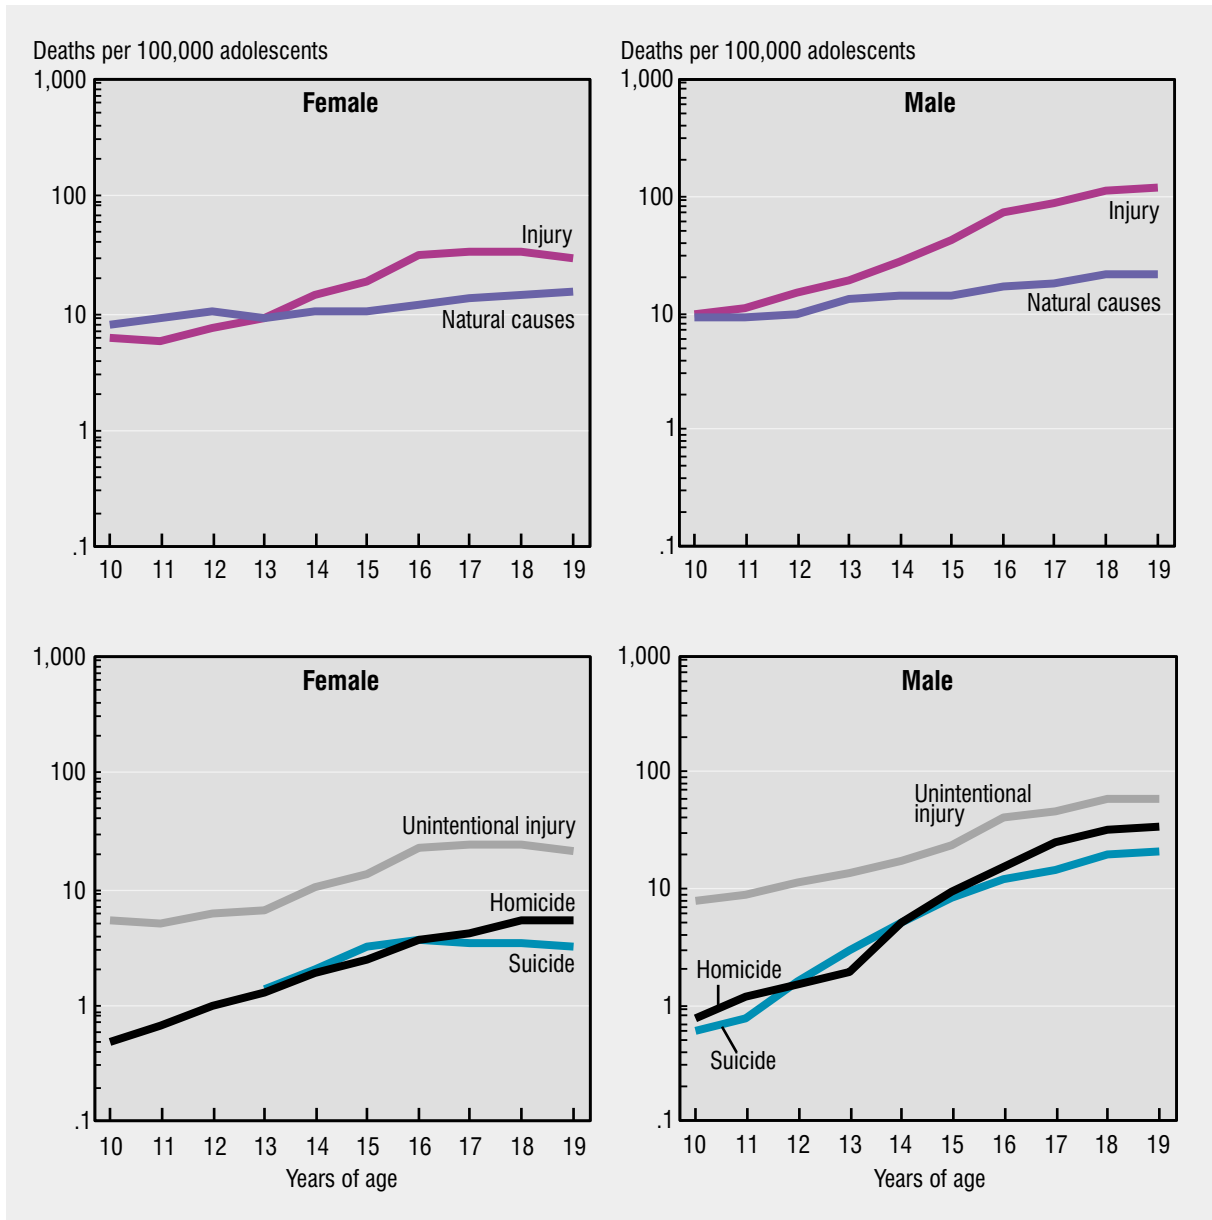 Deaths per 100,000 adolescents
1,000
Female
100
Injury
10
Natural causes
1
.1
10 11 12 13 14 15 16 17 18 19
Deaths per 100,000 adolescents
1,000
Male
100
Injury
Natural causes
10
1
.1
10 11 12 13 14 15 16 17 18 19
1,000
Female
100
Unintentional injury
10
Homicide
Suicide
1
.1
10 11 12 13 14 15 16 17 18 19
Years of age
1,000
Male
100
Unintentional
injury
10
Homicide
1
Suicide
.1
10 11 12 13 14 15 16 17 18 19
Years of age